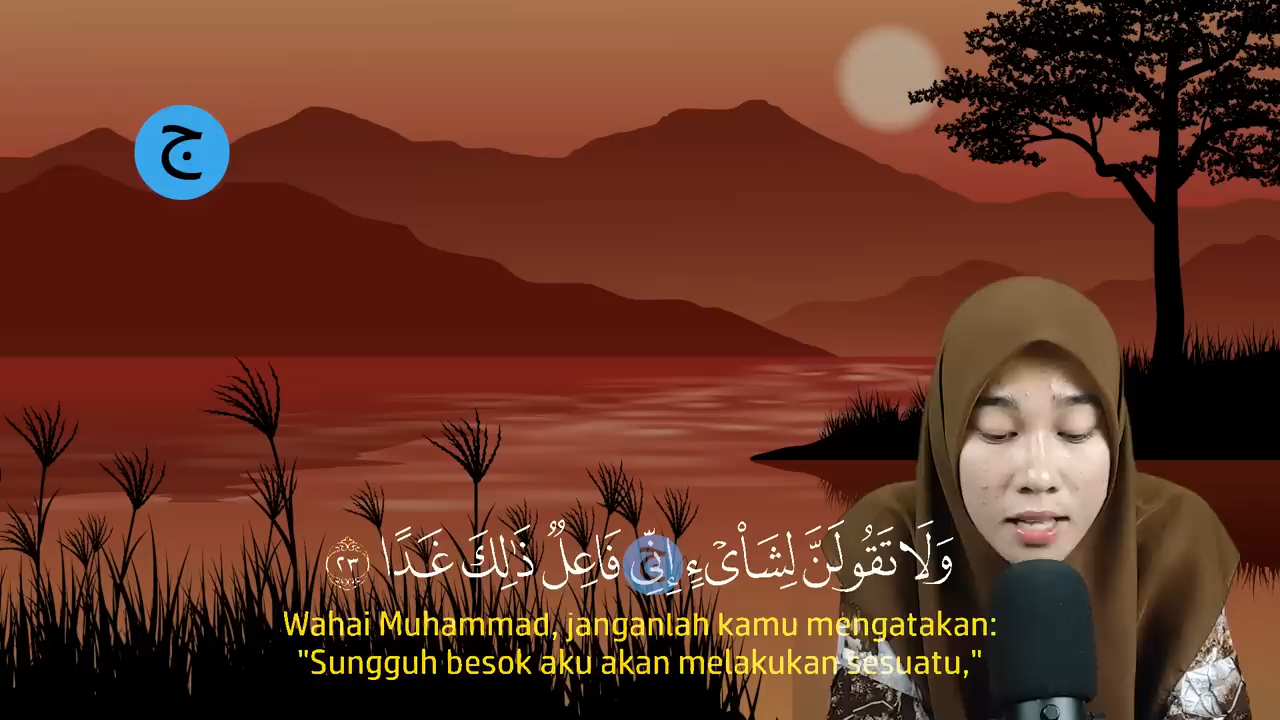 ج
وَلَا تَقُولَنَّ لِشَا۟ىْءٍ إِنِّى فَاعِلٌ ذَٰلِكَ غَدًا ٢٣
Wahai Muhammad, janganlah kamu mengatakan:
"Sungguh besok aku akan melakukan sesuatu,"